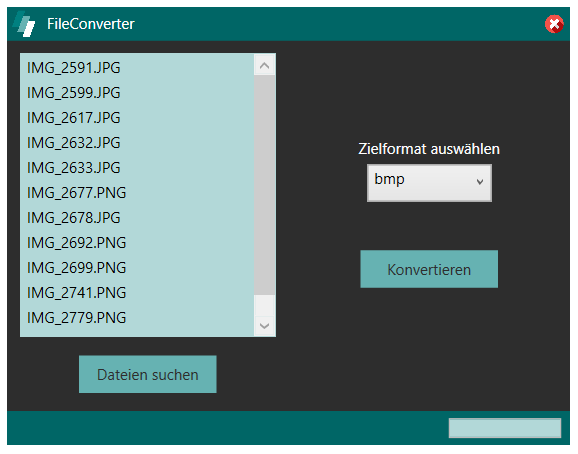 FileConverter
IMG_2591.JPG
IMG_2599.JPG
IMG_2617.JPG
IMG_2632.JPG
IMG_2633.JPG
IMG_2677.PNG
IMG_2678.JPG
IMG_2692.PNG
IMG_2699.PNG
IMG_2741.PNG
IMG_2779.PNG
Dateien suchen
Zielformat auswählen
bmp
Konvertieren